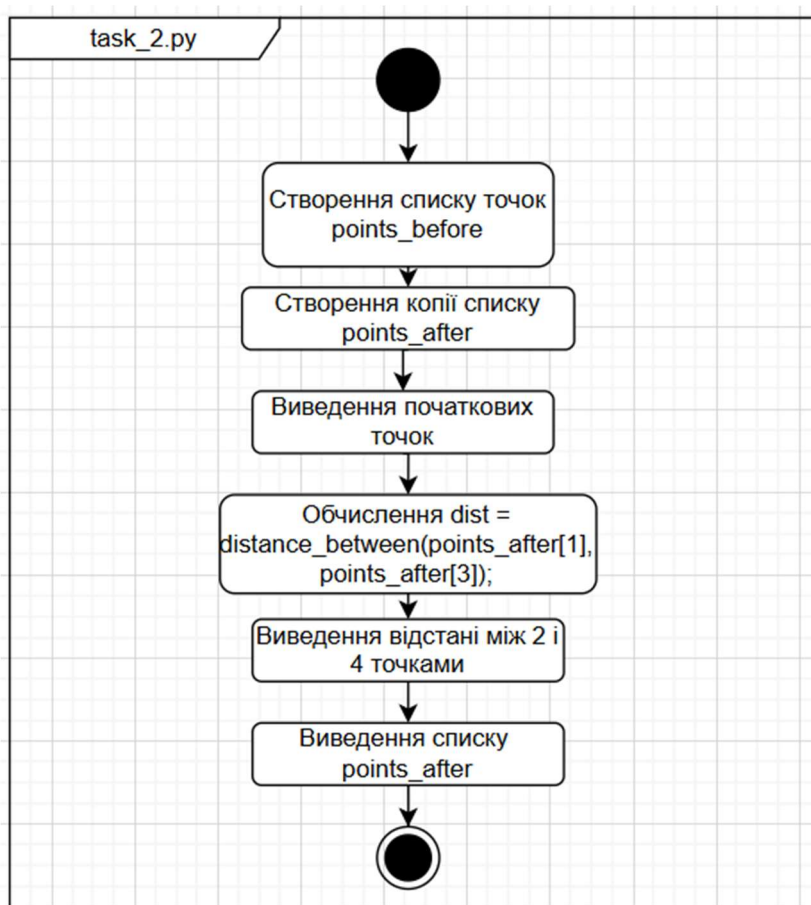 task_2.py
Створення списку точок
points_before
Створення копії списку
points_after
Виведення початкових
точок
Обчислення dist =
distance_between(points_after[1],
points_after[3]);
Виведення відстані між 2 і
4 точками
Виведення списку
points_after